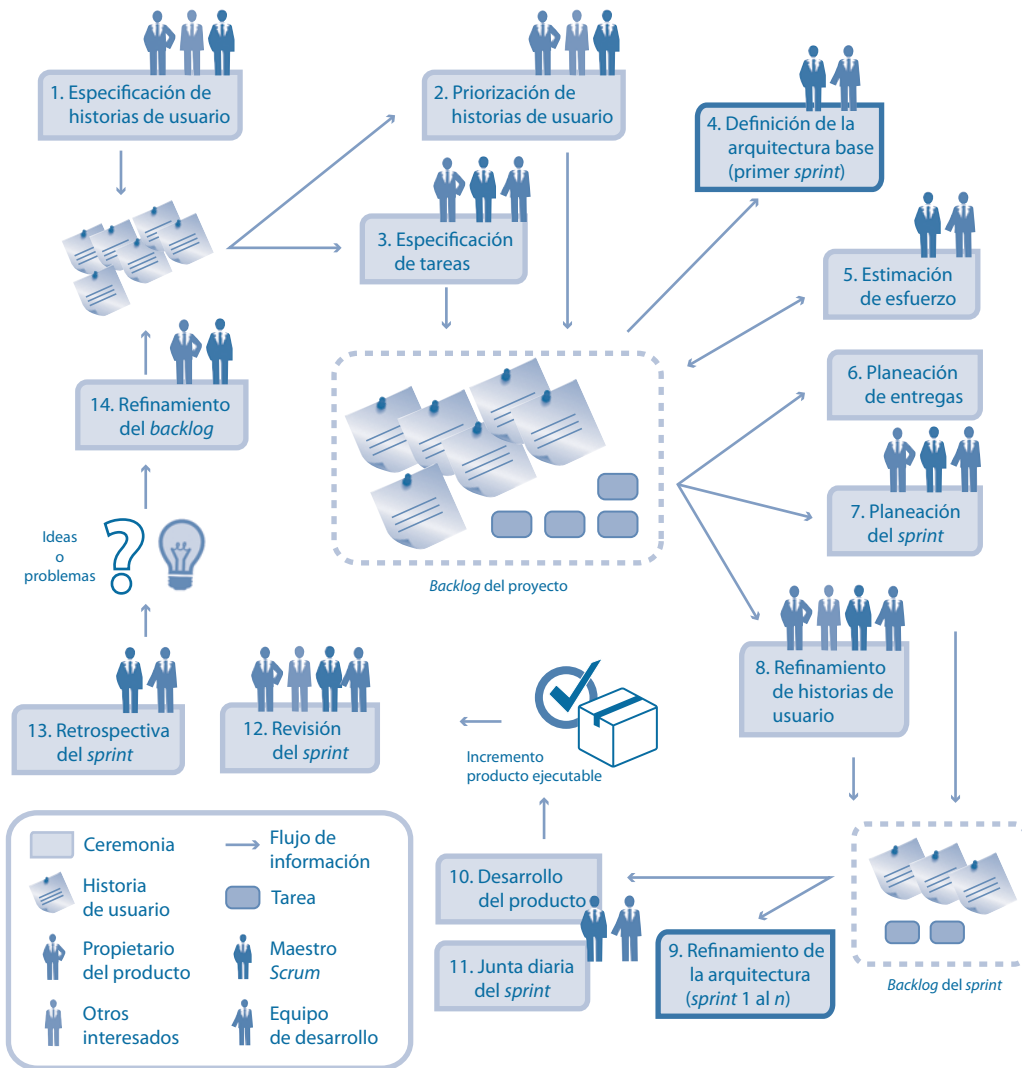 1. Especificación de
historias de usuario
2. Priorización de
historias de usuario
4. Definición de la
arquitectura base
(primer sprint)
3. Especificación
de tareas
5. Estimación
de esfuerzo
6. Planeación
de entregas
14. Refinamiento
del backlog
7. Planeación
del sprint
Ideas
o
problemas
?
Backlog del proyecto
8. Refinamiento
de historias de
usuario
13. Retrospectiva
del sprint
12. Revisión
del sprint
Incremento
producto ejecutable
10. Desarrollo
del producto
11. Junta diaria
del sprint
9. Refinamiento de
la arquitectura
(sprint 1 al n)
Backlog del sprint
Ceremonia
Flujo de
información
Historia
de usuario
Tarea
Propietario
del producto
Maestro
Scrum
Otros
interesados
Equipo
de desarrollo